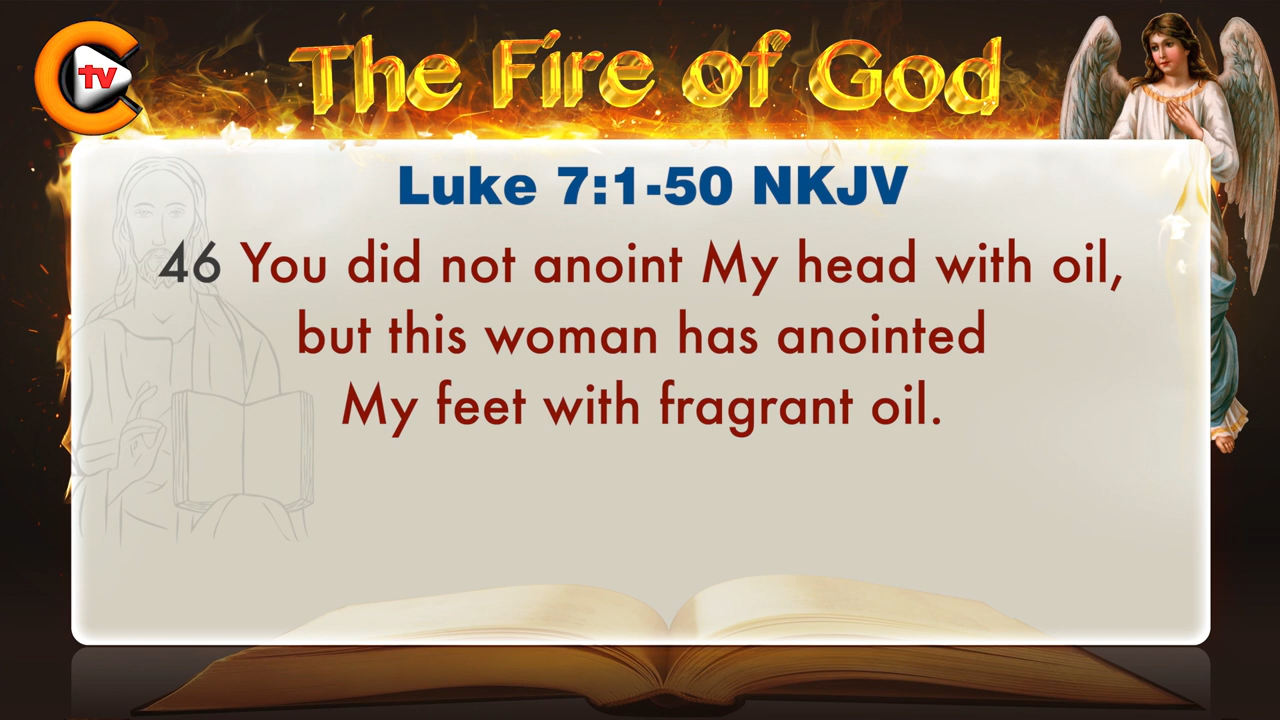 C
tv
The Fire of God
Luke 7:1-50 NKJV
46 You did not anoint My head with oil,
but this woman has anointed
My feet with fragrant oil.